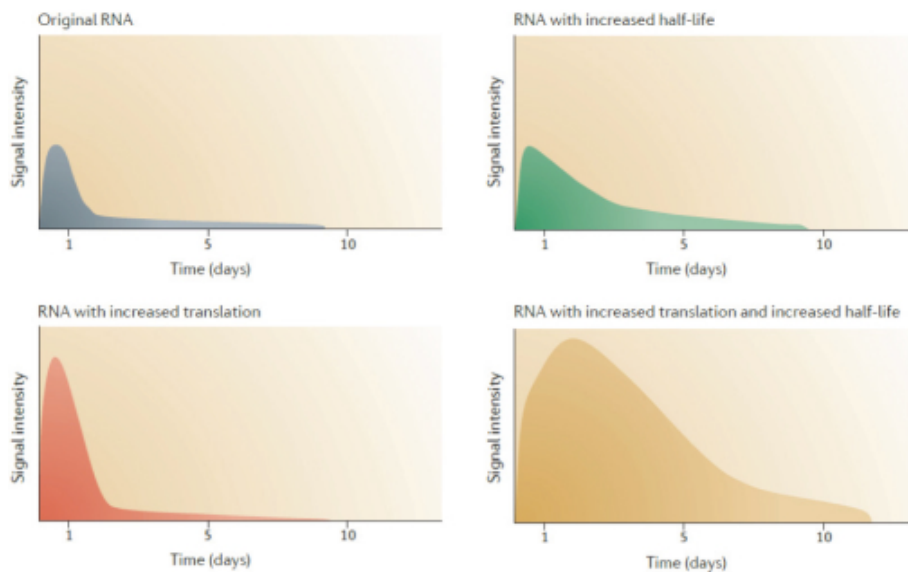 Original RNA
Signal intensity
1 5 10
Time (days)
RNA with increased half-life
Signal intensity
1 5 10
Time (days)
RNA with increased translation
Signal intensity
1 5 10
Time (days)
RNA with increased translation and increased half-life
Signal intensity
1 5 10
Time (days)